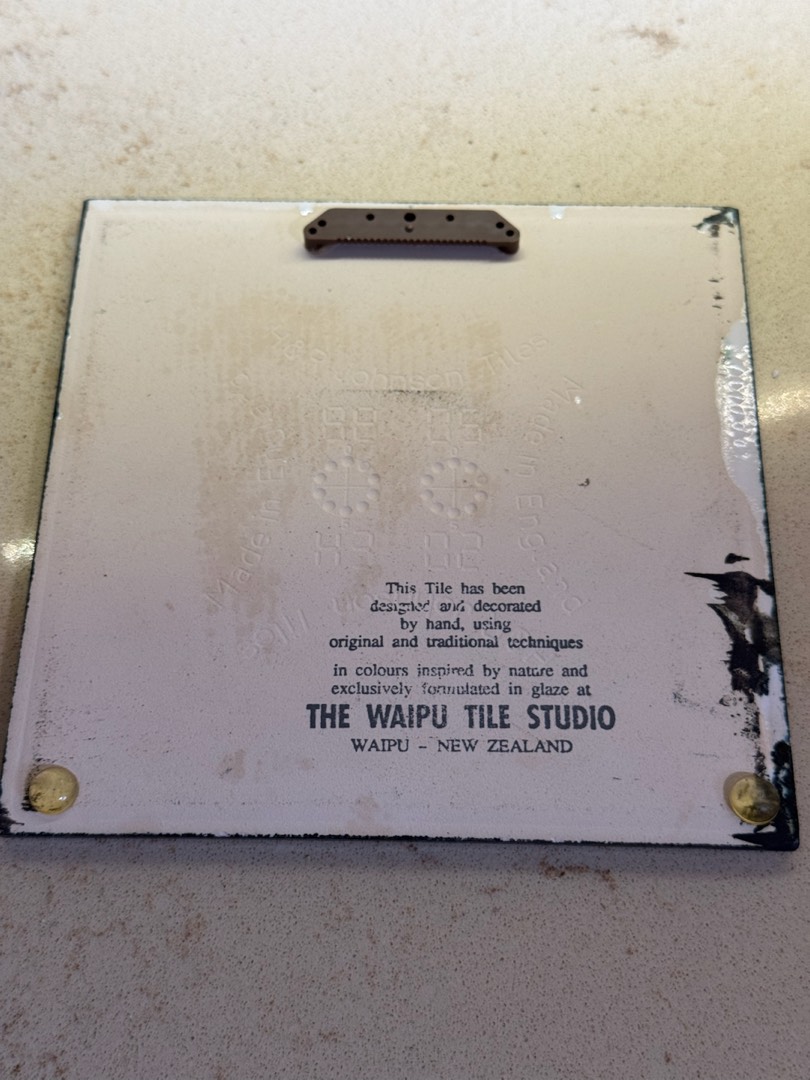 Johnson Tiles
Made in England
Made in
This Tile has been
designed and decorated
by hand, using
original and traditional techniques
in colours inspired by nature and
exclusively formulated in glaze at
THE WAIPU TILE STUDIO
WAIPU - NEW ZEALAND